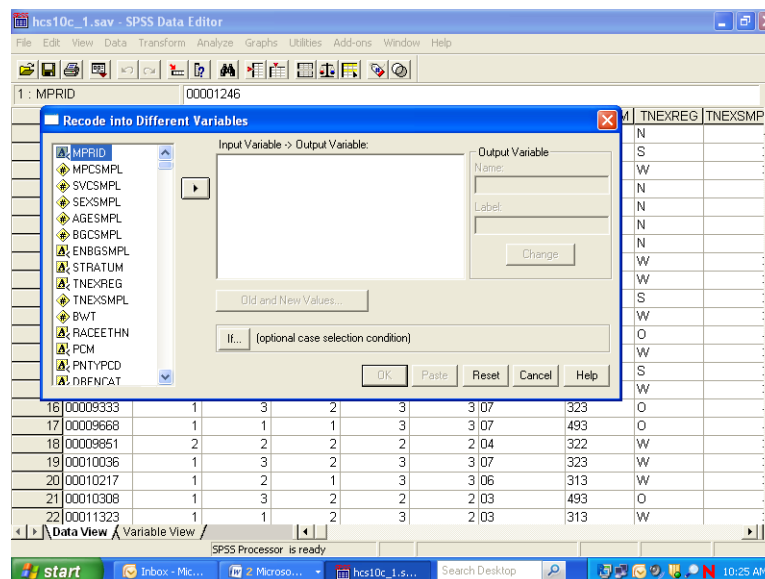 hcs10c_1.sav - SPSS Data Editor
File Edit View Data Transform Analyze Graphs Utilities Add-ons Window Help
1 : MPRID 00001246
Recode into Different Variables
M TNEXREG TNEXSMP
MPRID
MPCSMPL
SVCSMPL
SEXSMPL
AGESMPL
BGCSMPL
ENBGSMPL
STRATUM
TNEXREG
TNEXSMPL
BWT
RACEETHN
PCM
PNTYPCD
DBENCAT
Input Variable -> Output Variable:
Output Variable
Name:
Label:
Change
Old and New Values...
If... (optional case selection condition)
OK Paste Reset Cancel Help
N
S
W
N
N
N
N
W
W
S
W
O
W
S
W
16 00009333 1 3 2 3 3 07 323 O
17 00009668 1 1 1 3 3 07 493 O
18 00009851 2 2 2 2 2 04 322 W
19 00010036 1 3 2 3 3 07 323 W
20 00010217 1 2 1 3 3 06 313 W
21 00010308 1 3 2 2 2 03 493 O
22 00011323 1 1 2 3 2 03 313 W
Data View Variable View
SPSS Processor is ready
start Inbox - Mic... 2 Microso... hcs10c_1.s... Search Desktop N 10:25 AM